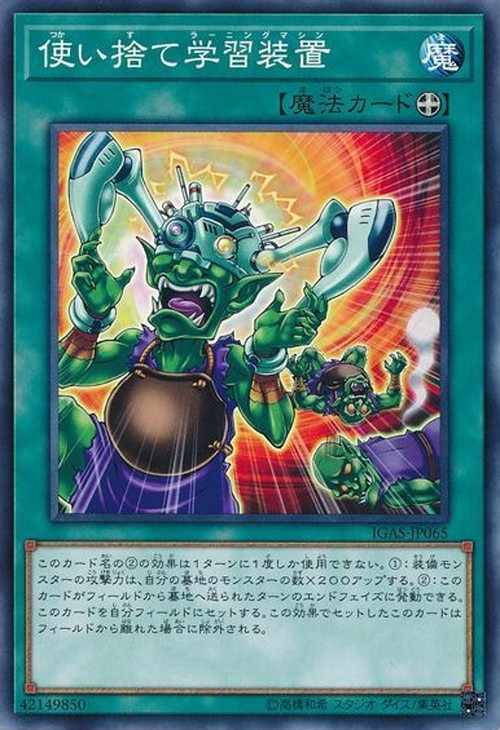 使い捨て学習装置
【魔法カード】
魔
IGAS-JP065
このカード名の②の効果は1ターンに1度しか使用できない。①：装備モン
スターの攻撃力は、自分の墓地のモンスターの数×200アップする。②：この
カードがフィールドから墓地へ送られたターンのエンドフェイズに発動できる。
このカードを自分フィールドにセットする。この効果でセットしたこのカードは
フィールドから離れた場合に除外される。
42149850
©高橋和希 スタジオ・ダイス/集英社